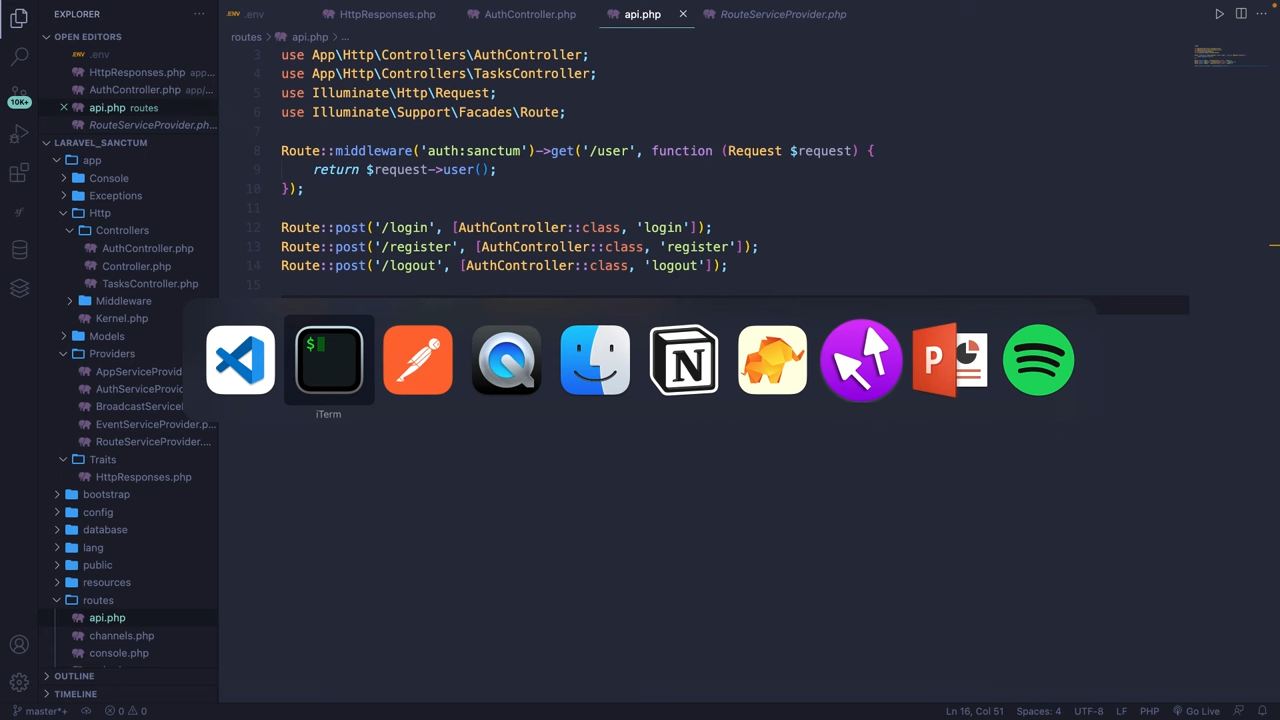 EXPLORER
···
.ENV .env
HttpResponses.php
AuthController.php
api.php
RouteServiceProvider.php
···
OPEN EDITORS
.ENV .env
HttpResponses.php app...
AuthController.php app/...
api.php routes
RouteServiceProvider.ph...
LARAVEL_SANCTUM
app
Console
Exceptions
Http
Controllers
AuthController.php
Controller.php
TasksController.php
Middleware
Kernel.php
Models
Providers
AppServiceProvid
AuthServiceProvic
BroadcastServiceI
EventServiceProvider.p...
RouteServiceProvider....
Traits
HttpResponses.php
bootstrap
config
database
lang
public
resources
routes
api.php
channels.php
console.php
OUTLINE
TIMELINE
10K+
routes > api.php > ...
3 use App\Http\Controllers\AuthController;
4 use App\Http\Controllers\TasksController;
5 use Illuminate\Http\Request;
6 use Illuminate\Support\Facades\Route;
7
8 Route::middleware('auth:sanctum')->get('/user', function (Request $request) {
9 return $request->user();
10 });
11
12 Route::post('/login', [AuthController::class, 'login']);
13 Route::post('/register', [AuthController::class, 'register']);
14 Route::post('/logout', [AuthController::class, 'logout']);
15
$
N
P
iTerm
master*+
0
0
Ln 16, Col 51
Spaces: 4
UTF-8
LF
PHP
Go Live